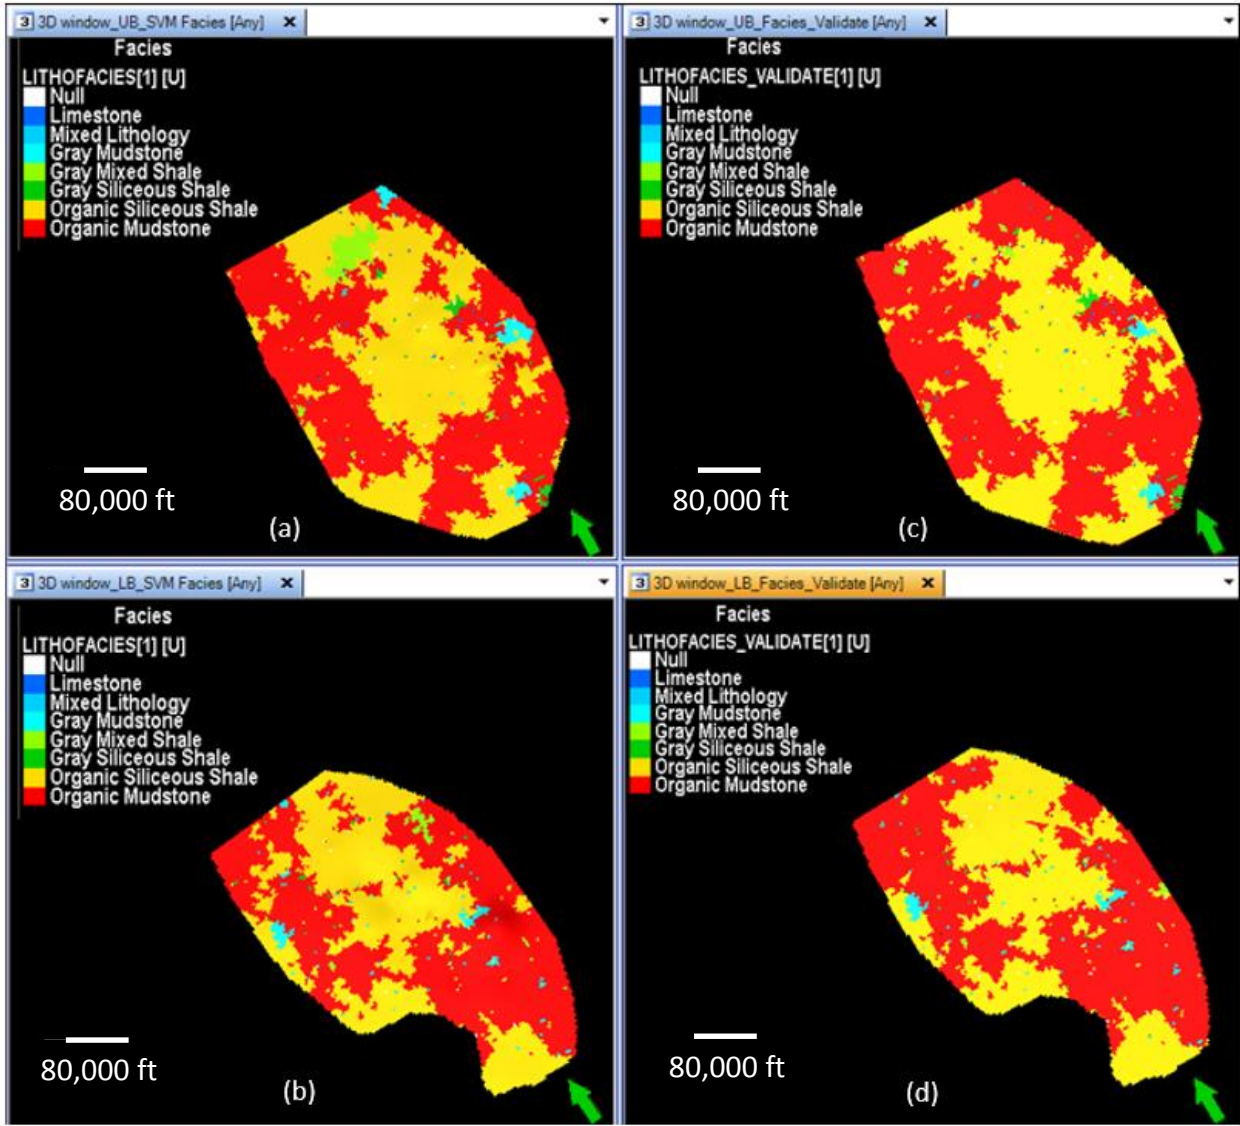 3 3D window_UB_SVM Facies [Any] X
Facies
LITHOFACIES[1] [U]
Null
Limestone
Mixed Lithology
Gray Mudstone
Gray Mixed Shale
Gray Siliceous Shale
Organic Siliceous Shale
Organic Mudstone
80,000 ft
(a)
3 3D window_UB_Facies_Validate [Any] X
Facies
LITHOFACIES_VALIDATE[1] [U]
Null
Limestone
Mixed Lithology
Gray Mudstone
Gray Mixed Shale
Gray Siliceous Shale
Organic Siliceous Shale
Organic Mudstone
80,000 ft
(c)
3 3D window_LB_SVM Facies [Any] X
Facies
LITHOFACIES[1] [U]
Null
Limestone
Mixed Lithology
Gray Mudstone
Gray Mixed Shale
Gray Siliceous Shale
Organic Siliceous Shale
Organic Mudstone
80,000 ft
(b)
3 3D window_LB_Facies_Validate [Any] X
Facies
LITHOFACIES_VALIDATE[1] [U]
Null
Limestone
Mixed Lithology
Gray Mudstone
Gray Mixed Shale
Gray Siliceous Shale
Organic Siliceous Shale
Organic Mudstone
80,000 ft
(d)